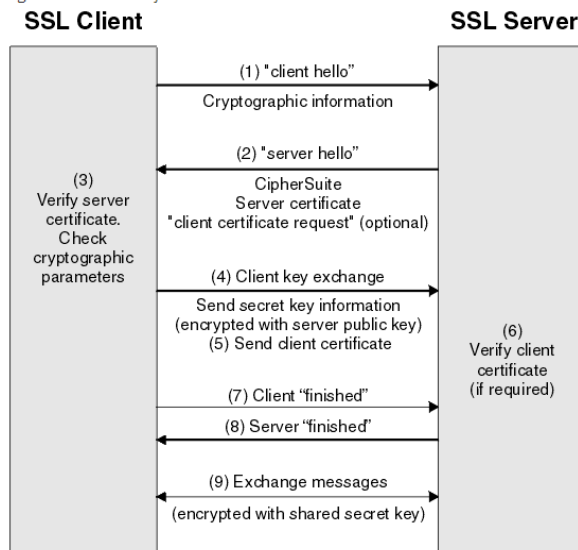 SSL Client
SSL Server
(1) "client hello”
Cryptographic information
(2) "server hello”
CipherSuite
Server certificate
"client certificate request" (optional)
(3)
Verify server
certificate.
Check
cryptographic
parameters
(4) Client key exchange
Send secret key information
(encrypted with server public key)
(5) Send client certificate
(6)
Verify client
certificate
(if required)
(7) Client “finished”
(8) Server “finished”
(9) Exchange messages
(encrypted with shared secret key)